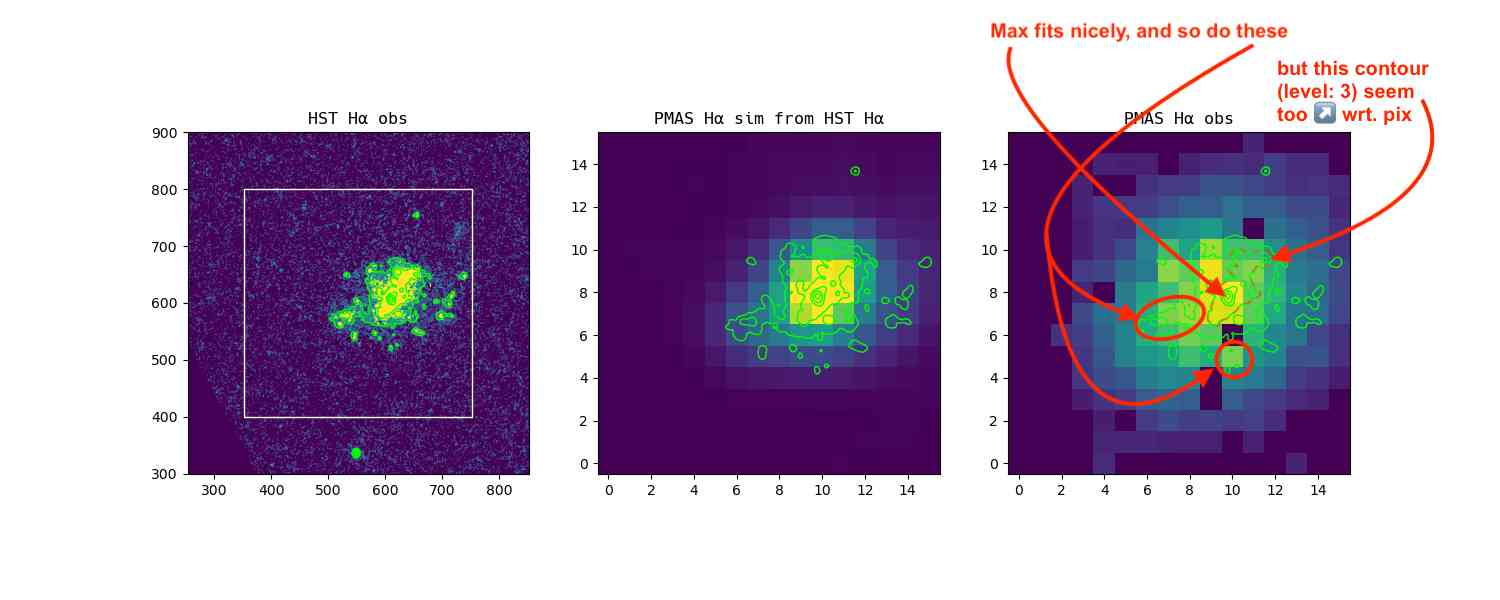 Max fits nicely, and so do these
but this contour
(level: 3) seem
too ↗️ wrt. pix
HST Hα obs
PMAS Hα sim from HST Hα
PMAS Hα obs
900
800
700
600
500
400
300
300 400 500 600 700 800
14
12
10
8
6
4
2
0
0 2 4 6 8 10 12 14
14
12
10
8
6
4
2
0
0 2 4 6 8 10 12 14